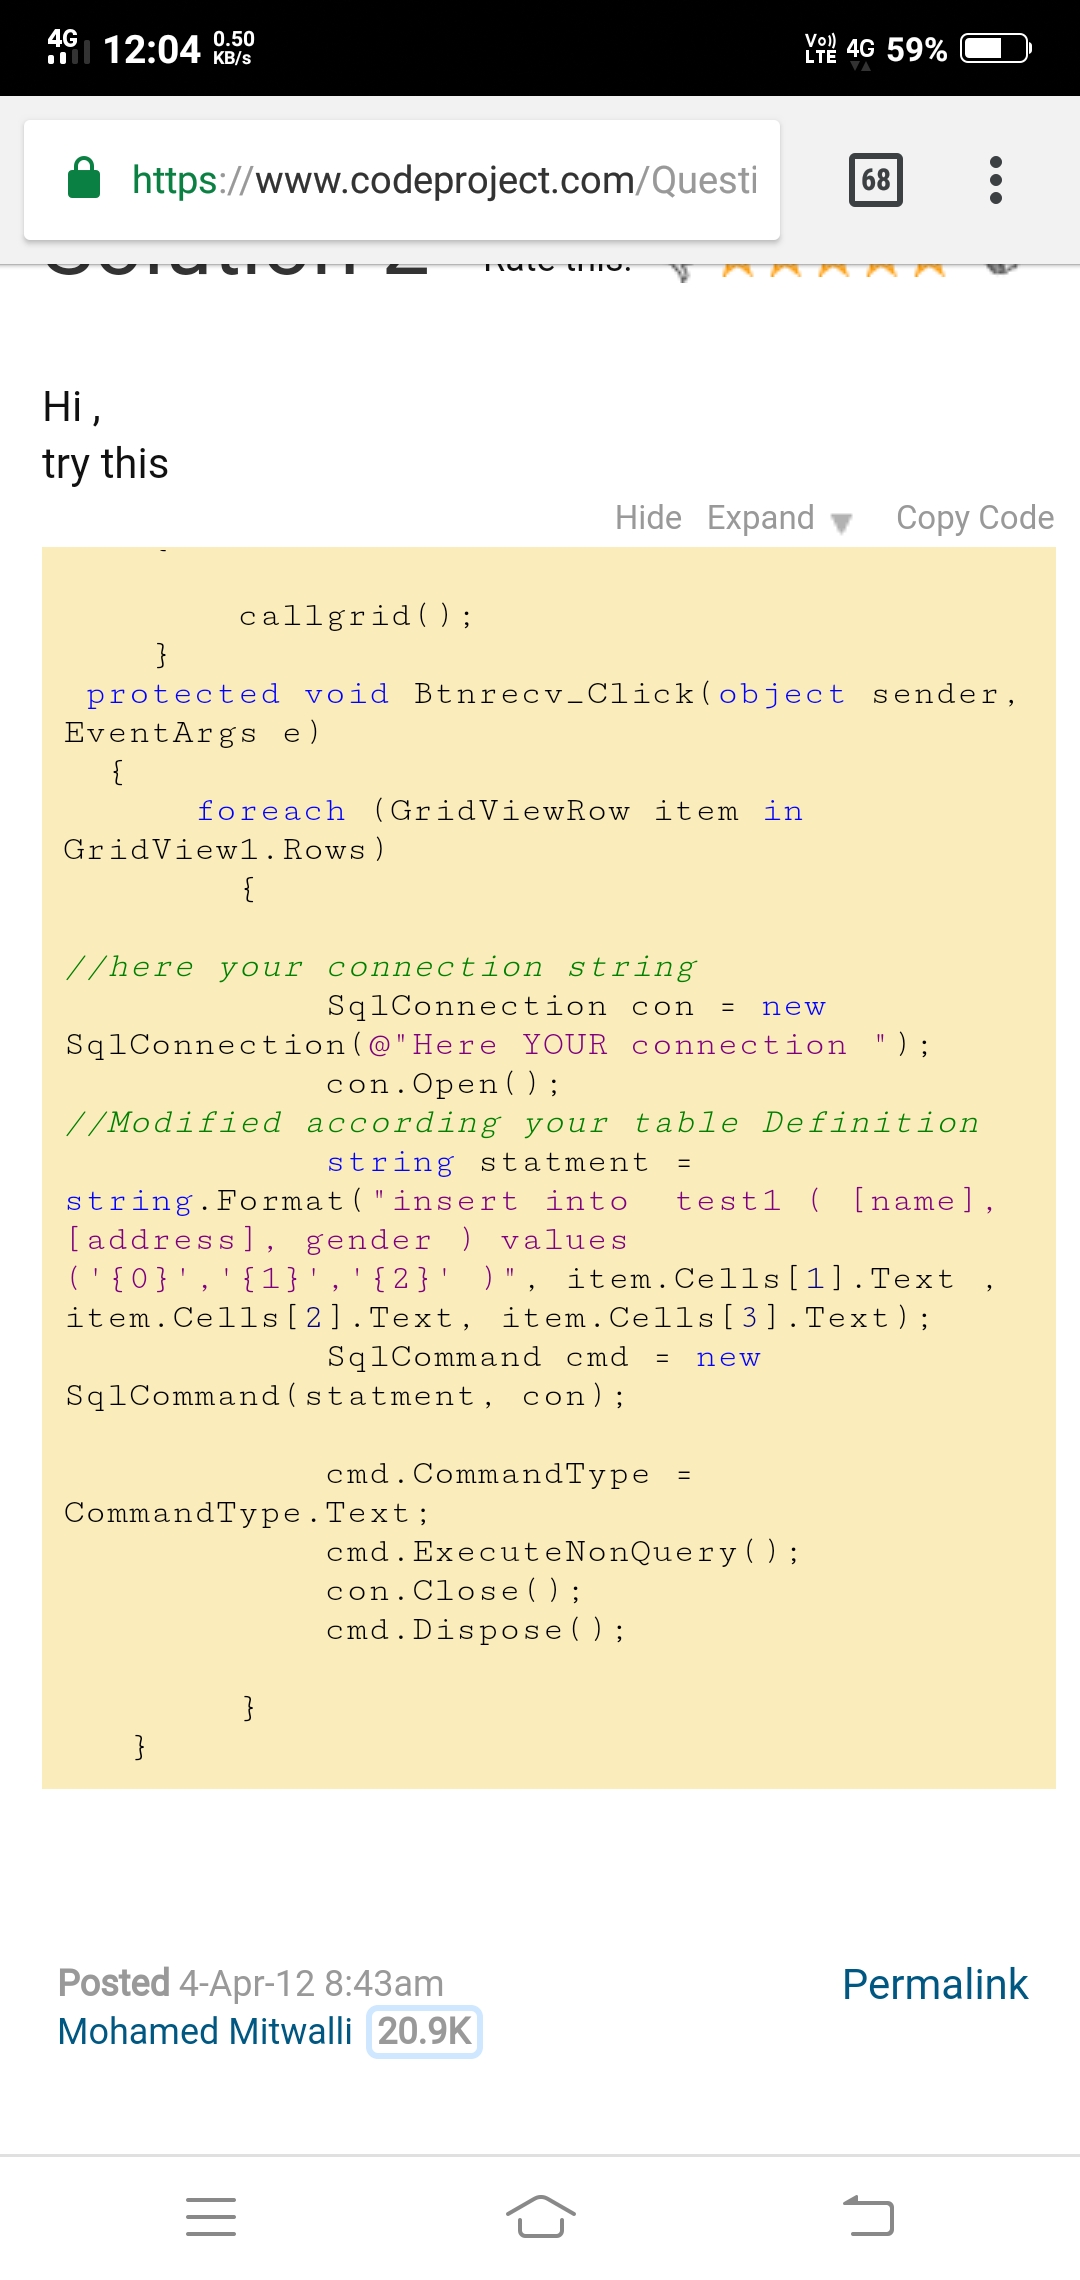 4G 12:04 0.50 KB/s VoLTE 4G 59%
https://www.codeproject.com/Questi 68
Solution 2 Rate this:
Hi ,
try this
Hide Expand Copy Code
callgrid();
}
protected void Btnrecv_Click(object sender,
EventArgs e)
{
foreach (GridViewRow item in
GridView1.Rows)
{
//here your connection string
SqlConnection con = new
SqlConnection(@"Here YOUR connection ");
con.Open();
//Modified according your table Definition
string statment =
string.Format("insert into test1 ( [name],
[address], gender ) values
('{0}','{1}','{2}' )", item.Cells[1].Text ,
item.Cells[2].Text, item.Cells[3].Text);
SqlCommand cmd = new
SqlCommand(statment, con);
cmd.CommandType =
CommandType.Text;
cmd.ExecuteNonQuery();
con.Close();
cmd.Dispose();
}
}
Posted 4-Apr-12 8:43am Permalink
Mohamed Mitwalli 20.9K